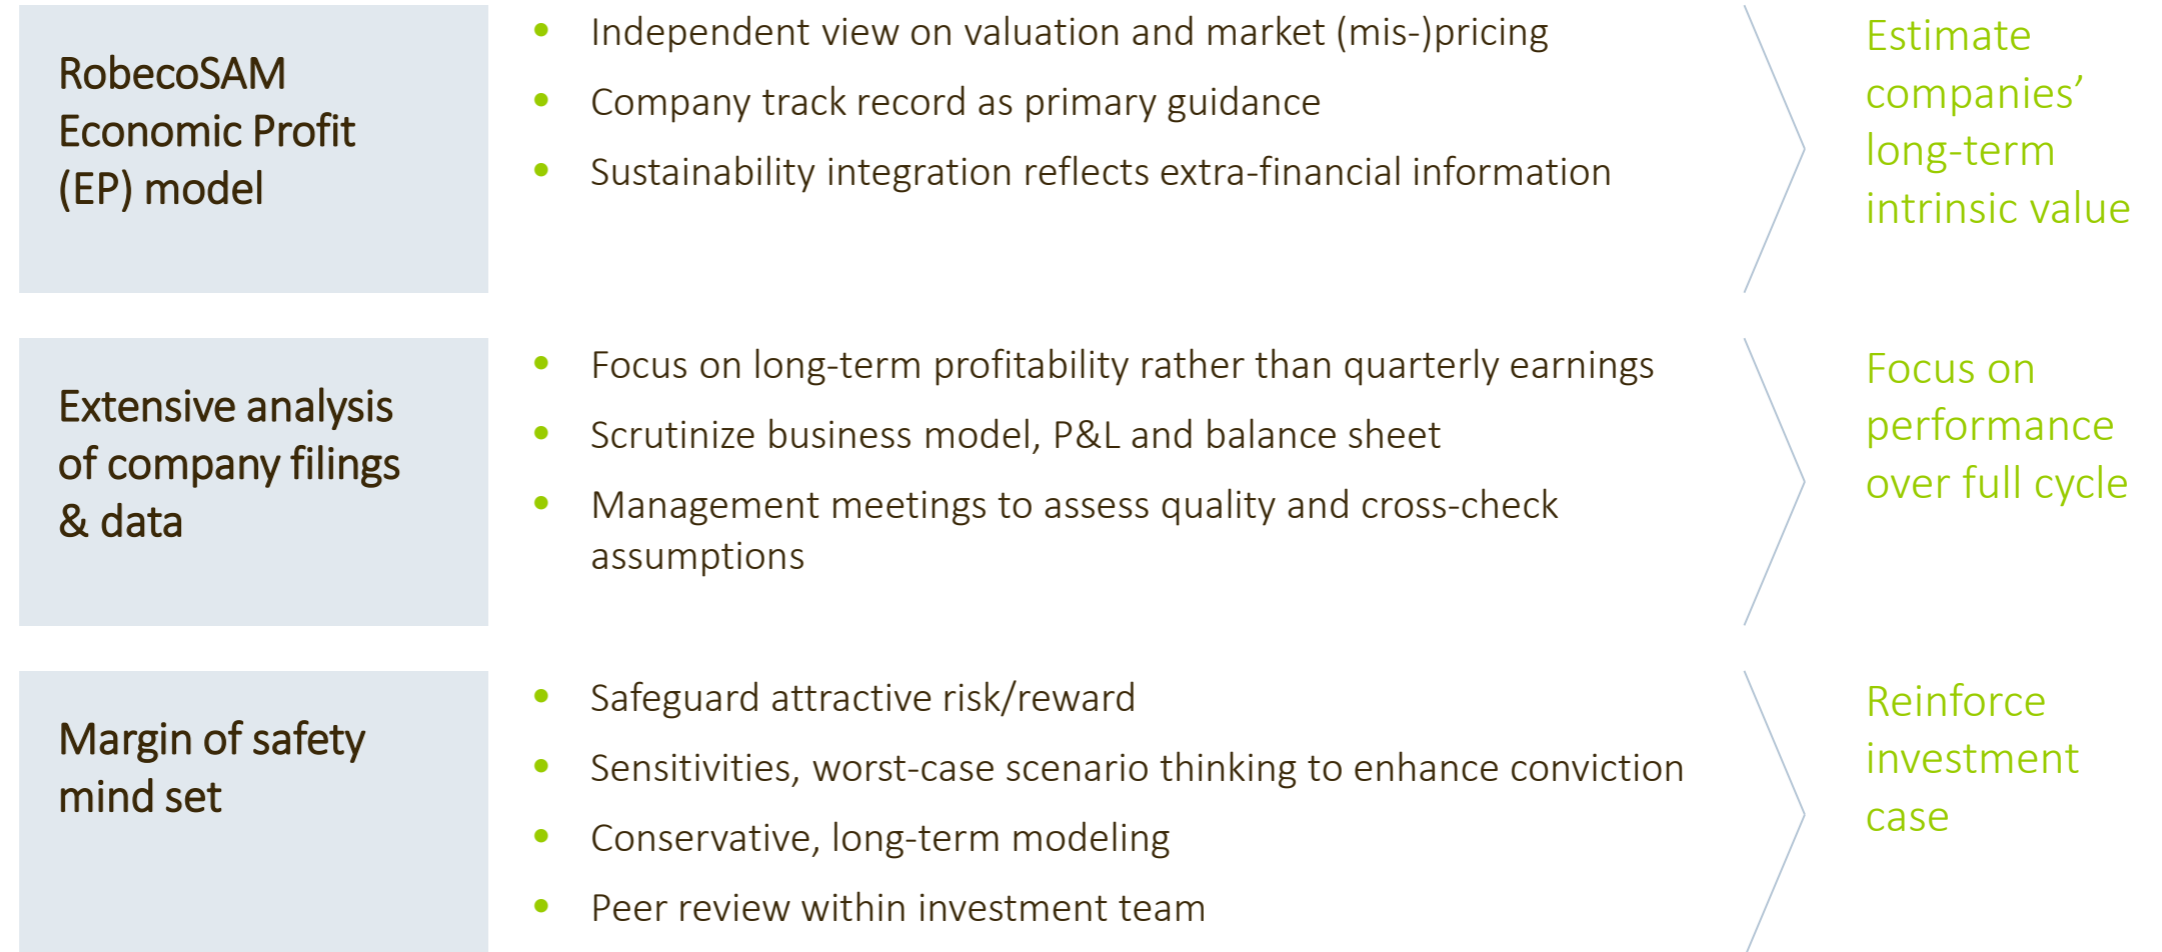 RobecoSAM
Economic Profit
(EP) model
• Independent view on valuation and market (mis-)pricing
• Company track record as primary guidance
• Sustainability integration reflects extra-financial information
Estimate
companies’
long-term
intrinsic value
Extensive analysis
of company filings
& data
• Focus on long-term profitability rather than quarterly earnings
• Scrutinize business model, P&L and balance sheet
• Management meetings to assess quality and cross-check
assumptions
Focus on
performance
over full cycle
Margin of safety
mind set
• Safeguard attractive risk/reward
• Sensitivities, worst-case scenario thinking to enhance conviction
• Conservative, long-term modeling
• Peer review within investment team
Reinforce
investment
case